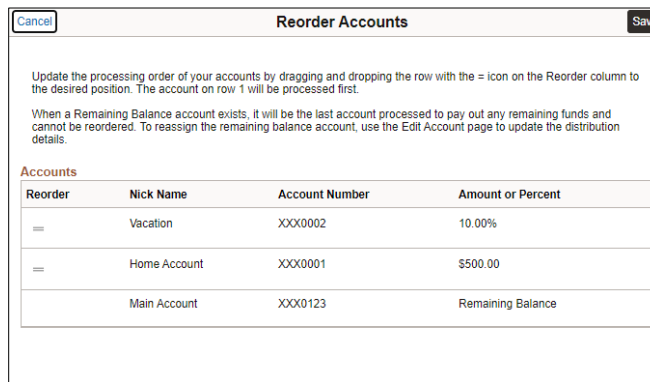 Cancel Reorder Accounts Sav
Update the processing order of your accounts by dragging and dropping the row with the = icon on the Reorder column to
the desired position. The account on row 1 will be processed first.
When a Remaining Balance account exists, it will be the last account processed to pay out any remaining funds and
cannot be reordered. To reassign the remaining balance account, use the Edit Account page to update the distribution
details.
Accounts
Reorder Nick Name Account Number Amount or Percent
Vacation XXX0002 10.00%
Home Account XXX0001 $500.00
Main Account XXX0123 Remaining Balance